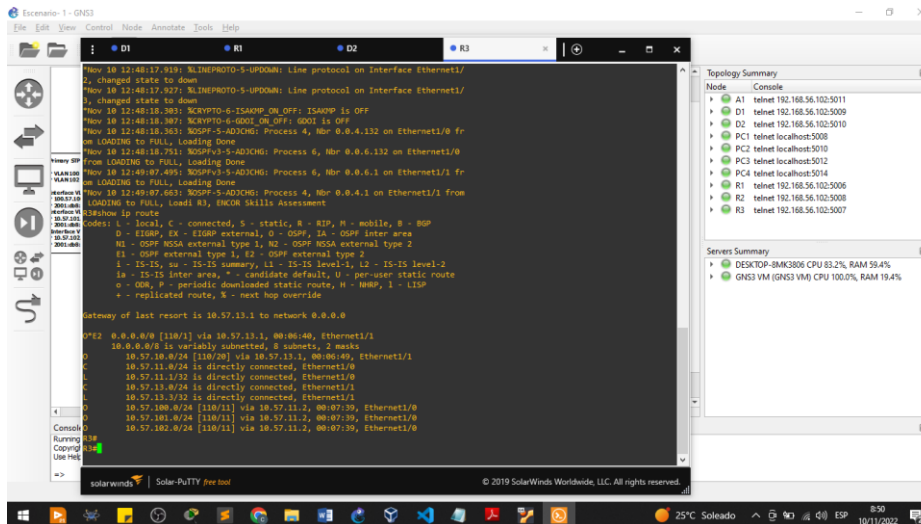 Escenario- 1 - GNS3
File Edit View Control Node Annotate Tools Help
D1 R1 D2 R3
*Nov 10 12:48:17.919: %LINEPROTO-5-UPDOWN: Line protocol on Interface Ethernet1/
2, changed state to down
*Nov 10 12:48:17.927: %LINEPROTO-5-UPDOWN: Line protocol on Interface Ethernet1/
3, changed state to down
*Nov 10 12:48:18.303: %CRYPTO-6-ISAKMP_ON_OFF: ISAKMP is OFF
*Nov 10 12:48:18.307: %CRYPTO-6-GDOI_ON_OFF: GDOI is OFF
*Nov 10 12:48:18.363: %OSPF-5-ADJCHG: Process 4, Nbr 0.0.4.132 on Ethernet1/0 fr
om LOADING to FULL, Loading Done
*Nov 10 12:48:18.751: %OSPFv3-5-ADJCHG: Process 6, Nbr 0.0.6.132 on Ethernet1/0
from LOADING to FULL, Loading Done
*Nov 10 12:49:07.495: %OSPFv3-5-ADJCHG: Process 6, Nbr 0.0.6.1 on Ethernet1/1 fr
om LOADING to FULL, Loading Done
*Nov 10 12:49:07.663: %OSPF-5-ADJCHG: Process 4, Nbr 0.0.4.1 on Ethernet1/1 from
LOADING to FULL, Loadi R3, ENCOR Skills Assessment
R3#show ip route
Codes: L - local, C - connected, S - static, R - RIP, M - mobile, B - BGP
D - EIGRP, EX - EIGRP external, O - OSPF, IA - OSPF inter area
N1 - OSPF NSSA external type 1, N2 - OSPF NSSA external type 2
E1 - OSPF external type 1, E2 - OSPF external type 2
i - IS-IS, su - IS-IS summary, L1 - IS-IS level-1, L2 - IS-IS level-2
ia - IS-IS inter area, * - candidate default, U - per-user static route
o - ODR, P - periodic downloaded static route, H - NHRP, l - LISP
+ - replicated route, % - next hop override
Gateway of last resort is 10.57.13.1 to network 0.0.0.0
O*E2 0.0.0.0/0 [110/1] via 10.57.13.1, 00:06:40, Ethernet1/1
10.0.0.0/8 is variably subnetted, 8 subnets, 2 masks
O 10.57.10.0/24 [110/20] via 10.57.13.1, 00:06:49, Ethernet1/1
C 10.57.11.0/24 is directly connected, Ethernet1/0
L 10.57.11.1/32 is directly connected, Ethernet1/0
C 10.57.13.0/24 is directly connected, Ethernet1/1
L 10.57.13.3/32 is directly connected, Ethernet1/1
O 10.57.100.0/24 [110/11] via 10.57.11.2, 00:07:39, Ethernet1/0
O 10.57.101.0/24 [110/11] via 10.57.11.2, 00:07:39, Ethernet1/0
O 10.57.102.0/24 [110/11] via 10.57.11.2, 00:07:39, Ethernet1/0
R3#
R3#
solarwinds Solar-PuTTY free tool © 2019 SolarWinds Worldwide, LLC. All rights reserved.
Console
Running
Copyrig
Use Help
=>
Topology Summary
Node Console
A1 telnet 192.168.56.102:5011
D1 telnet 192.168.56.102:5009
D2 telnet 192.168.56.102:5010
PC1 telnet localhost:5008
PC2 telnet localhost:5010
PC3 telnet localhost:5012
PC4 telnet localhost:5014
R1 telnet 192.168.56.102:5006
R2 telnet 192.168.56.102:5008
R3 telnet 192.168.56.102:5007
Servers Summary
DESKTOP-8MK3806 CPU 83.2%, RAM 59.4%
GNS3 VM (GNS3 VM) CPU 100.0%, RAM 19.4%
25°C Soleado ESP 8:50
10/11/2022